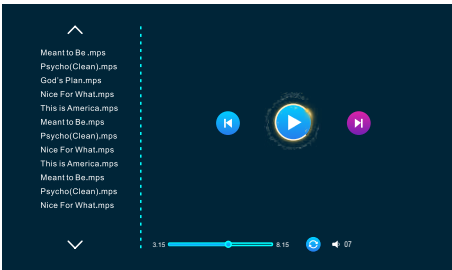 Meant to Be .mps
Psycho(Clean).mps
God's Plan.mps
Nice For What.mps
This is America.mps
Meant to Be.mps
Psycho(Clean).mps
Nice For What.mps
This is America.mps
Meant to Be.mps
Psycho(Clean).mps
Nice For What.mps
3.15 8.15 07